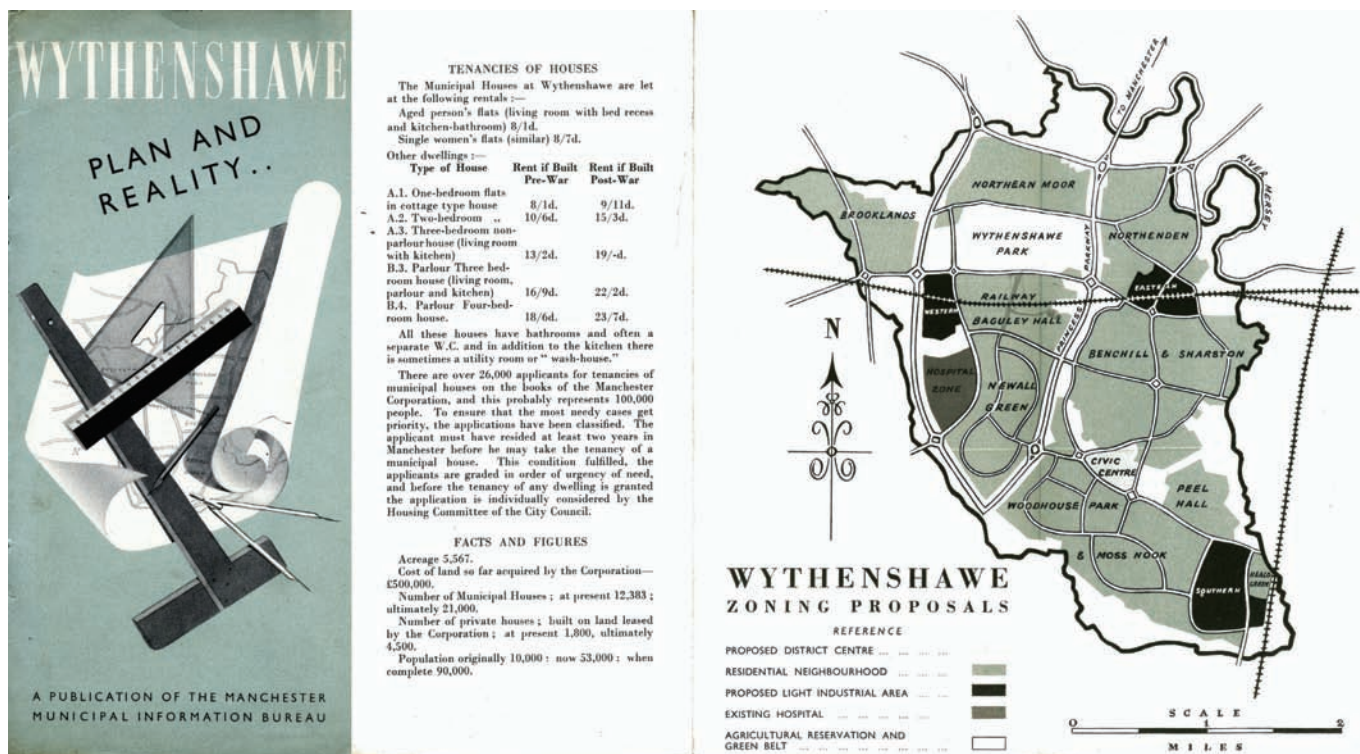 WYTHENSHAWE
PLAN AND
REALITY..
A PUBLICATION OF THE MANCHESTER
MUNICIPAL INFORMATION BUREAU
TENANCIES OF HOUSES
The Municipal Houses at Wythenshawe are let
at the following rentals :—
Aged person's flats (living room with bed recess
and kitchen-bathroom) 8/1d.
Single women's flats (similar) 8/7d.
Other dwellings :—
Type of House Rent if Built Rent if Built
Pre-War Post-War
A.1. One-bedroom flats
in cottage type house 8/1d. 9/11d.
A.2. Two-bedroom ,, 10/6d. 15/3d.
A.3. Three-bedroom non-
parlour house (living room
with kitchen) 13/2d. 19/-d.
B.3. Parlour Three bed-
room house (living room,
parlour and kitchen) 16/9d. 22/2d.
B.4. Parlour Four-bed-
room house. 18/6d. 23/7d.
All these houses have bathrooms and often a
separate W.C. and in addition to the kitchen there
is sometimes a utility room or " wash-house."
There are over 26,000 applicants for tenancies of
municipal houses on the books of the Manchester
Corporation, and this probably represents 100,000
people. To ensure that the most needy cases get
priority, the applications have been classified. The
applicant must have resided at least two years in
Manchester before he may take the tenancy of a
municipal house. This condition fulfilled, the
applicants are graded in order of urgency of need,
and before the tenancy of any dwelling is granted
the application is individually considered by the
Housing Committee of the City Council.
FACTS AND FIGURES
Acreage 5,567.
Cost of land so far acquired by the Corporation—
£500,000.
Number of Municipal Houses ; at present 12,383 ;
ultimately 21,000.
Number of private houses ; built on land leased
by the Corporation ; at present 1,800, ultimately
4,500.
Population originally 10,000 : now 53,000 : when
complete 90,000.
TO MANCHESTER
RIVER MERSEY
NORTHERN MOOR
BROOKLANDS
WYTHENSHAWE
PARK
NORTHENDEN
PARKWAY
PRINCESS
RAILWAY
EASTERN
WESTERN
BAGULEY HALL
BENCHILL & SHARSTON
HOSPITAL
ZONE
NEWALL
GREEN
N
CIVIC
CENTRE
PEEL
HALL
WOODHOUSE PARK
& MOSS NOOK
SOUTHERN
HEALD
GREEN
WYTHENSHAWE
ZONING PROPOSALS
REFERENCE
PROPOSED DISTRICT CENTRE
RESIDENTIAL NEIGHBOURHOOD
PROPOSED LIGHT INDUSTRIAL AREA
EXISTING HOSPITAL
AGRICULTURAL RESERVATION AND
GREEN BELT
SCALE
0 1 2
MILES